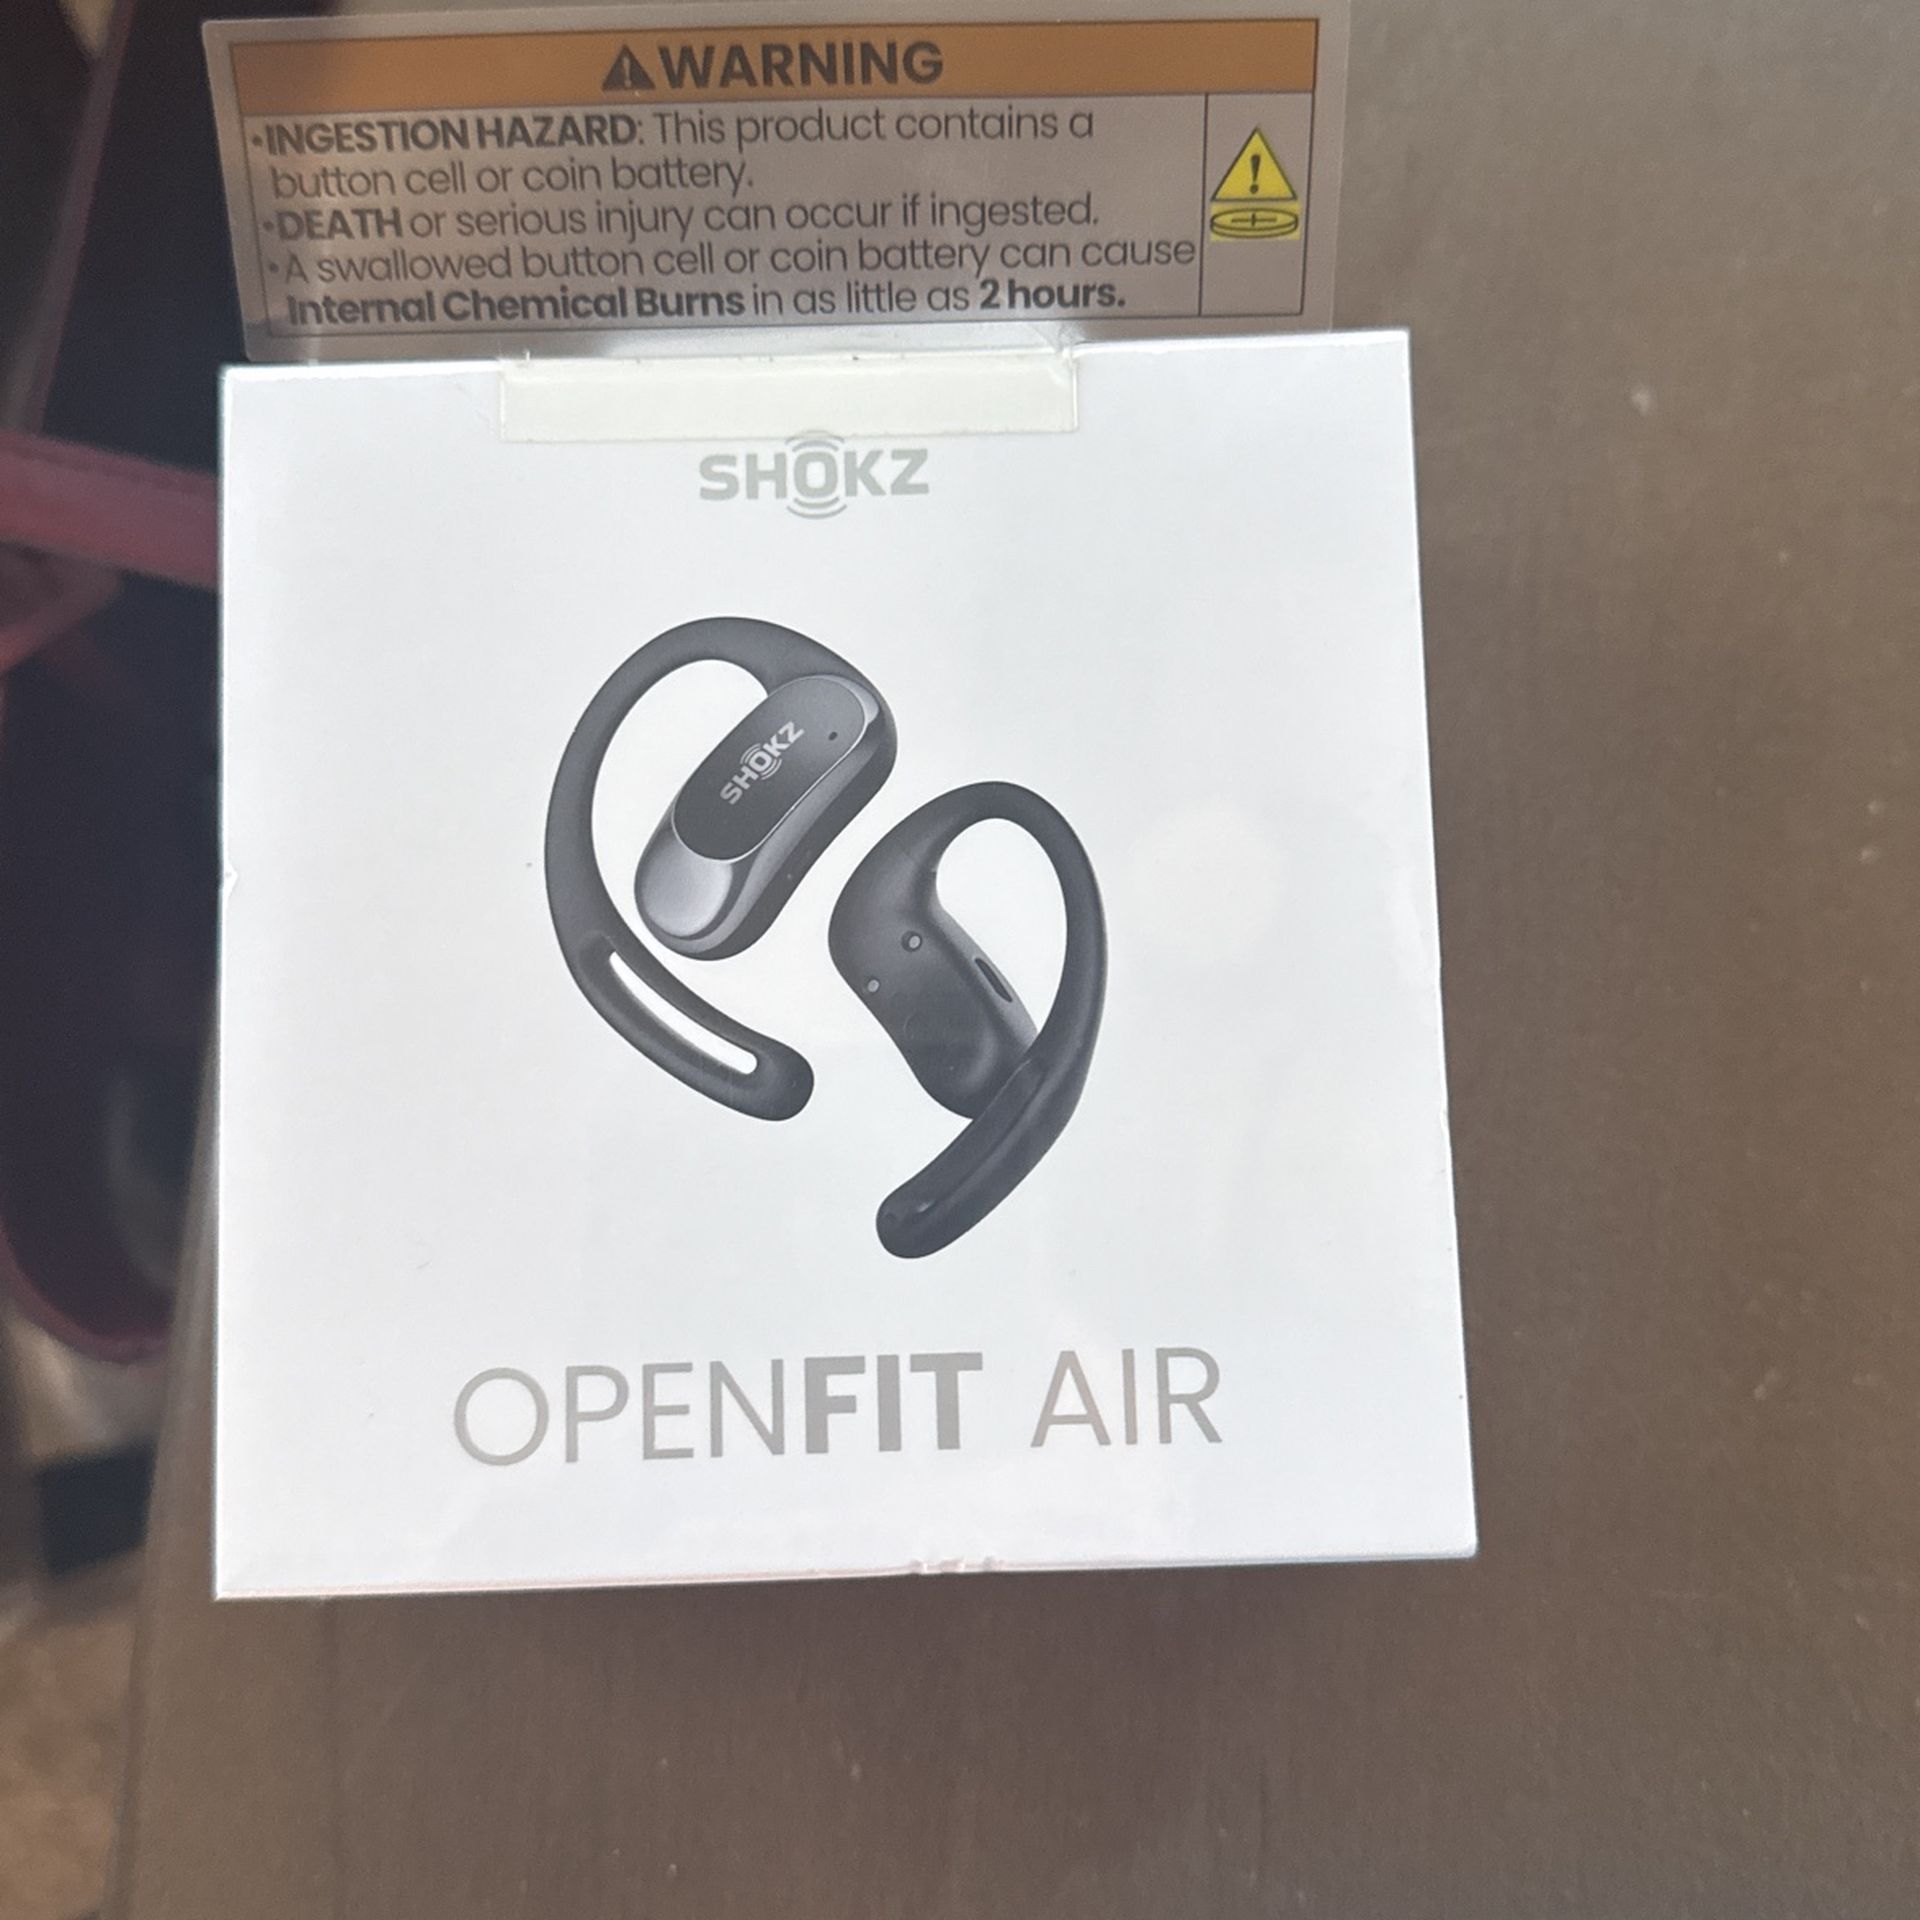 WARNING
•INGESTION HAZARD: This product contains a
button cell or coin battery.
•DEATH or serious injury can occur if ingested.
•A swallowed button cell or coin battery can cause
Internal Chemical Burns in as little as 2 hours.
SHOKZ
SHOKZ
OPENFIT AIR